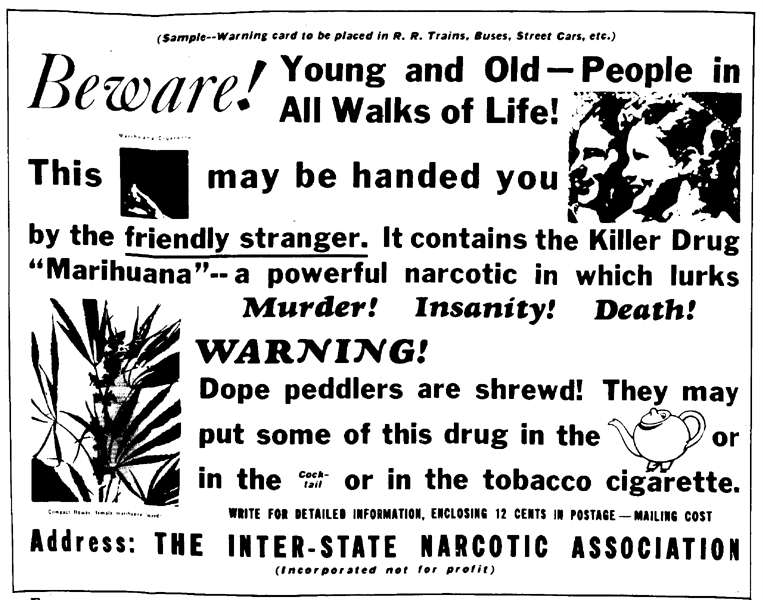 (Sample--Warning card to be placed in R. R. Trains, Buses, Street Cars, etc.)
Beware! Young and Old—People in
All Walks of Life!
Marihuana Cigarette
This may be handed you
by the friendly stranger. It contains the Killer Drug
“Marihuana”-- a powerful narcotic in which lurks
Murder! Insanity! Death!
WARNING!
Dope peddlers are shrewd! They may
put some of this drug in the or
in the Cock-
tail or in the tobacco cigarette.
female marihuana weed
WRITE FOR DETAILED INFORMATION, ENCLOSING 12 CENTS IN POSTAGE—MAILING COST
Address: THE INTER-STATE NARCOTIC ASSOCIATION
(Incorporated not for profit)